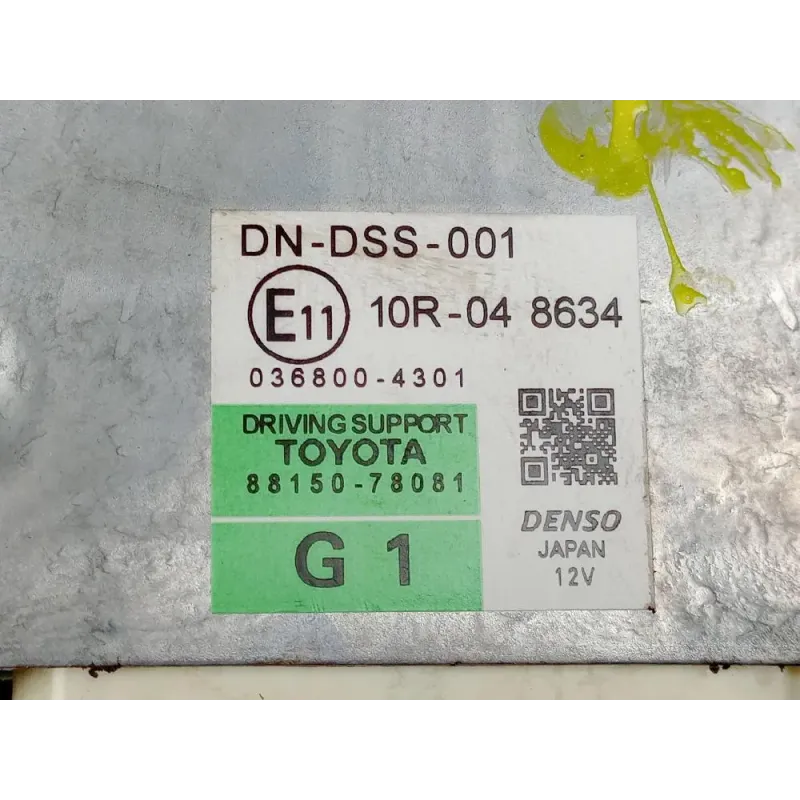 DN-DSS-001
E11 10R-04 8634
036800-4301
DRIVING SUPPORT
TOYOTA
88150-78081
G 1
DENSO
JAPAN
12V